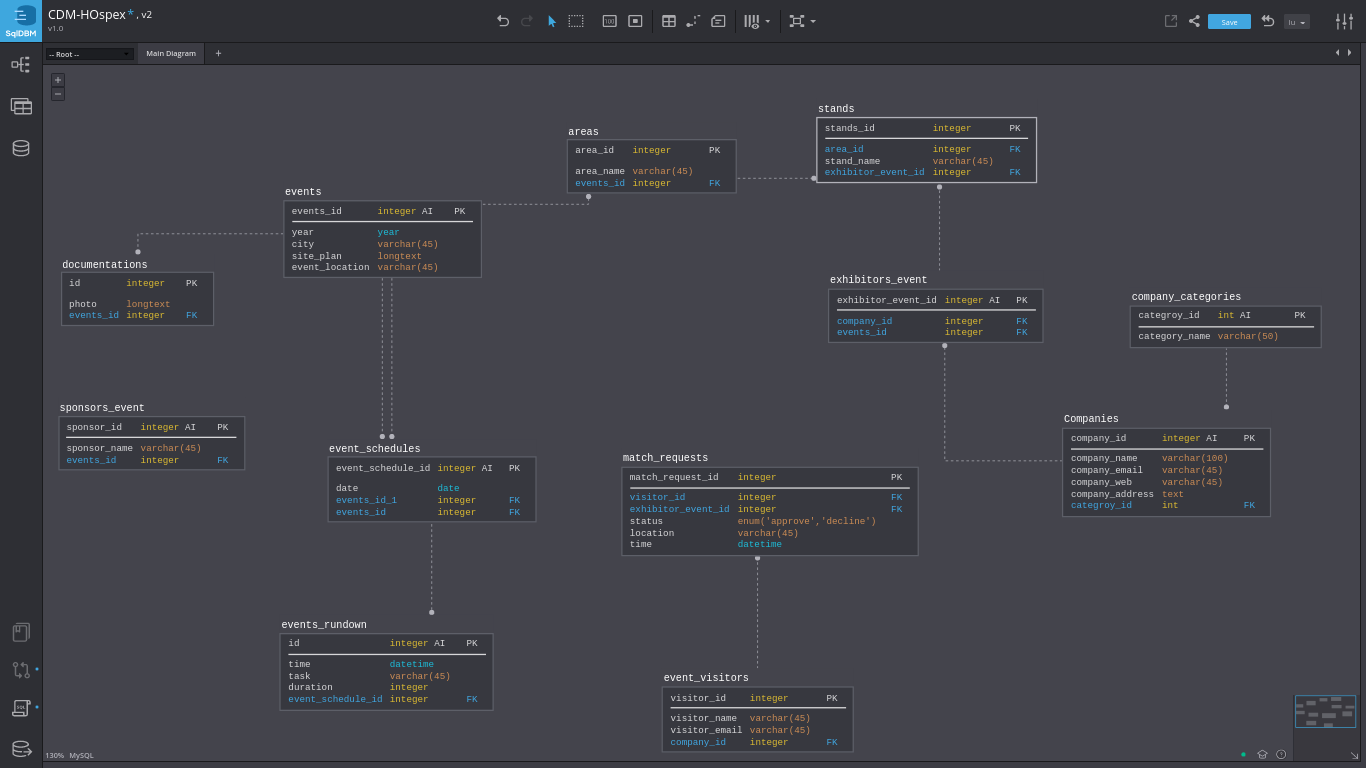 SqlDBM
CDM-HOspex*, v2
v1.0
100
Save
lu
-- Root --
Main Diagram
+
+
−
areas
area_id integer PK
area_name varchar(45)
events_id integer FK
stands
stands_id integer PK
area_id integer FK
stand_name varchar(45)
exhibitor_event_id integer FK
events
events_id integer AI PK
year year
city varchar(45)
site_plan longtext
event_location varchar(45)
documentations
id integer PK
photo longtext
events_id integer FK
exhibitors_event
exhibitor_event_id integer AI PK
company_id integer FK
events_id integer FK
company_categories
categroy_id int AI PK
category_name varchar(50)
sponsors_event
sponsor_id integer AI PK
sponsor_name varchar(45)
events_id integer FK
event_schedules
event_schedule_id integer AI PK
date date
events_id_1 integer FK
events_id integer FK
match_requests
match_request_id integer PK
visitor_id integer FK
exhibitor_event_id integer FK
status enum('approve','decline')
location varchar(45)
time datetime
Companies
company_id integer AI PK
company_name varchar(100)
company_email varchar(45)
company_web varchar(45)
company_address text
categroy_id int FK
events_rundown
id integer AI PK
time datetime
task varchar(45)
duration integer
event_schedule_id integer FK
event_visitors
visitor_id integer PK
visitor_name varchar(45)
visitor_email varchar(45)
company_id integer FK
SQL
130% MySQL